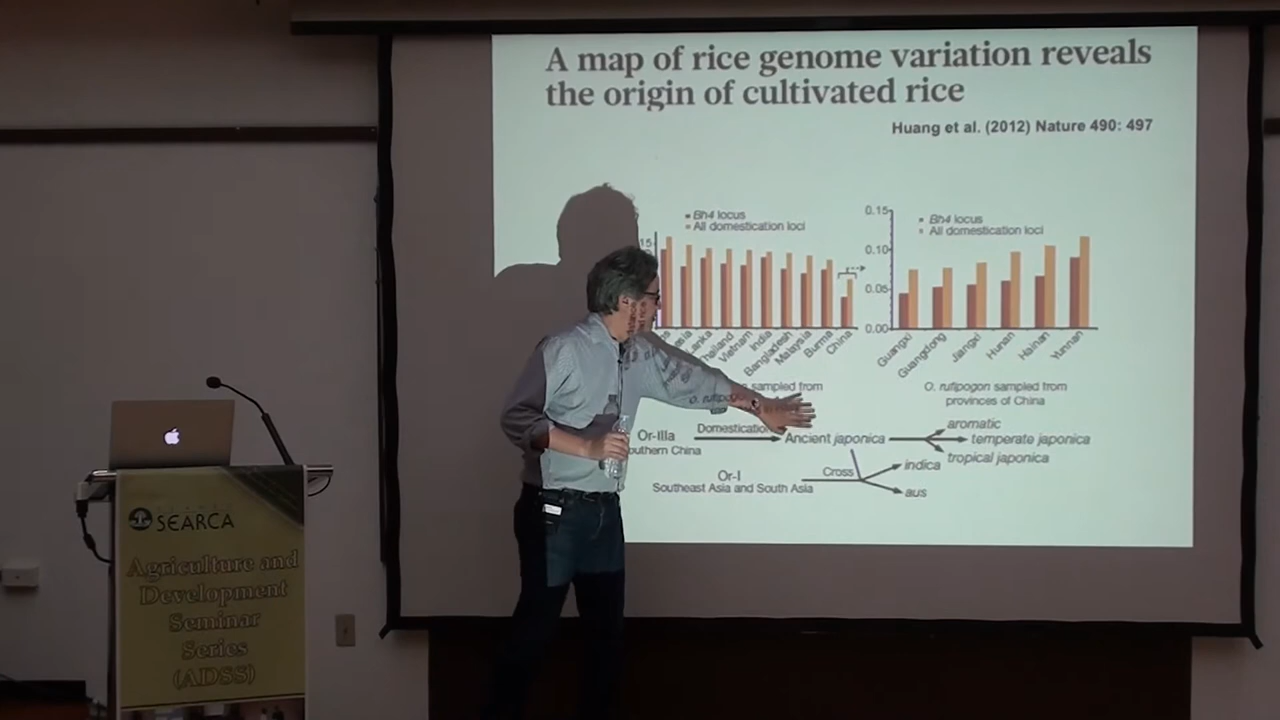 A map of rice genome variation reveals
the origin of cultivated rice
Huang et al. (2012) Nature 490: 497
Bh4 locus
All domestication loci
15
Thailand
Vietnam
India
Bangladesh
Malaysia
Burma
China
sampled from
0.15
0.10
0.05
0.00
Bh4 locus
All domestication loci
Guangxi
Guangdong
Jiangxi
Hunan
Hainan
Yunnan
O. rufipogon sampled from
provinces of China
Or-IIIa
Domestication
Ancient japonica
aromatic
temperate japonica
tropical japonica
China
Or-I
Southeast Asia and South Asia
Cross
indica
aus
SEARCA
Agriculture and
Development
Seminar
Series
(ADSS)